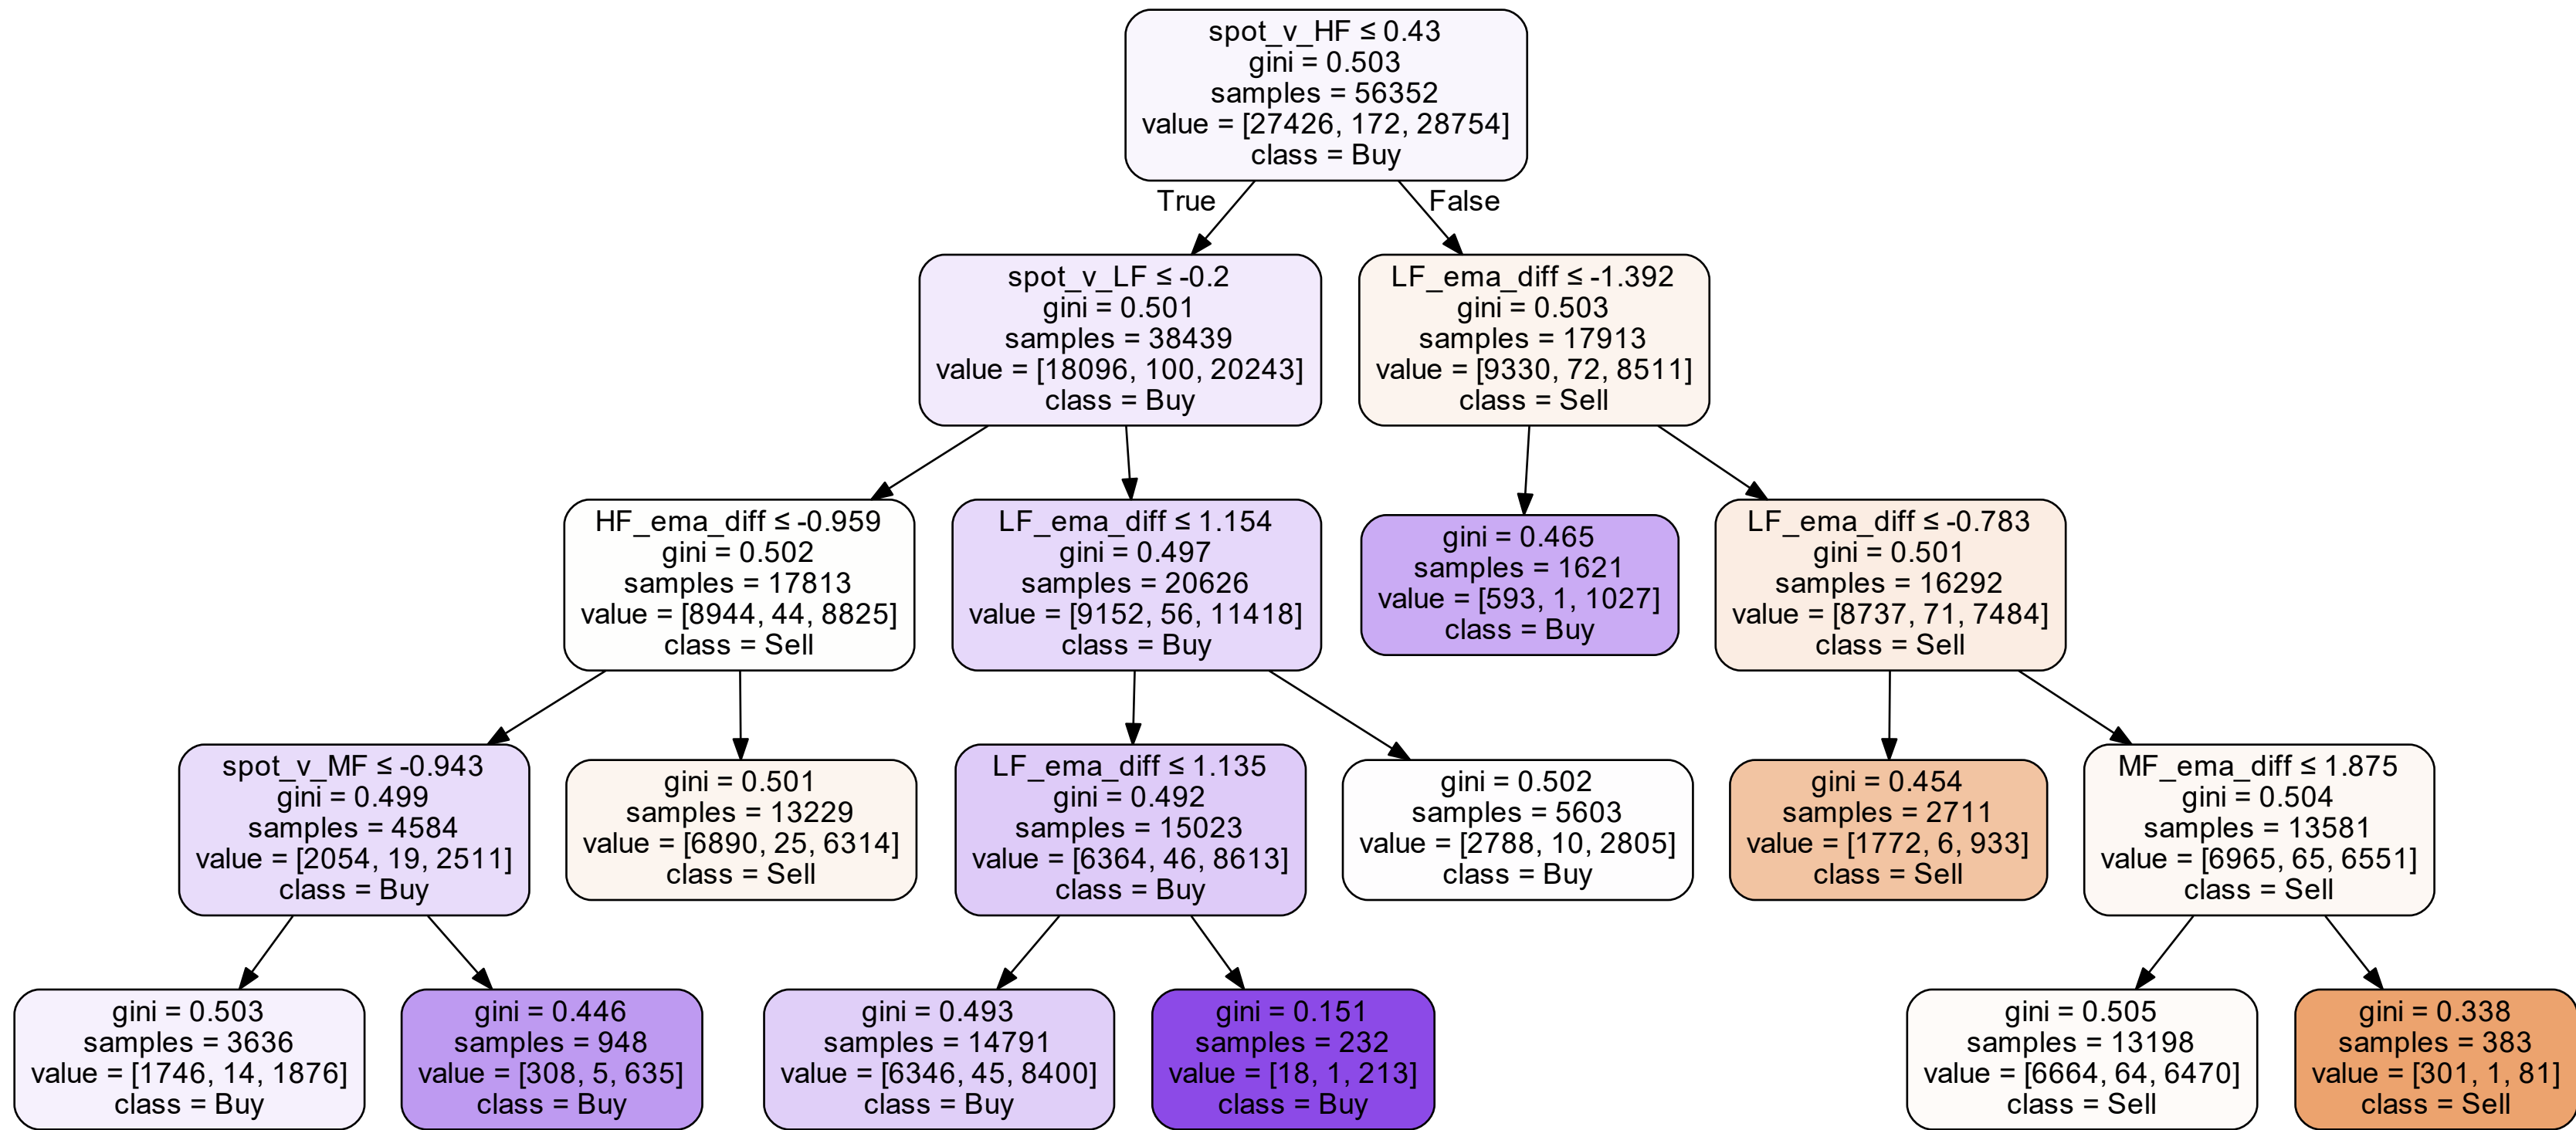 spot_v_HF ≤ 0.43
gini = 0.503
samples = 56352
value = [27426, 172, 28754]
class = Buy
True
False
spot_v_LF ≤ -0.2
gini = 0.501
samples = 38439
value = [18096, 100, 20243]
class = Buy
LF_ema_diff ≤ -1.392
gini = 0.503
samples = 17913
value = [9330, 72, 8511]
class = Sell
HF_ema_diff ≤ -0.959
gini = 0.502
samples = 17813
value = [8944, 44, 8825]
class = Sell
LF_ema_diff ≤ 1.154
gini = 0.497
samples = 20626
value = [9152, 56, 11418]
class = Buy
gini = 0.465
samples = 1621
value = [593, 1, 1027]
class = Buy
LF_ema_diff ≤ -0.783
gini = 0.501
samples = 16292
value = [8737, 71, 7484]
class = Sell
spot_v_MF ≤ -0.943
gini = 0.499
samples = 4584
value = [2054, 19, 2511]
class = Buy
gini = 0.501
samples = 13229
value = [6890, 25, 6314]
class = Sell
LF_ema_diff ≤ 1.135
gini = 0.492
samples = 15023
value = [6364, 46, 8613]
class = Buy
gini = 0.502
samples = 5603
value = [2788, 10, 2805]
class = Buy
gini = 0.454
samples = 2711
value = [1772, 6, 933]
class = Sell
MF_ema_diff ≤ 1.875
gini = 0.504
samples = 13581
value = [6965, 65, 6551]
class = Sell
gini = 0.503
samples = 3636
value = [1746, 14, 1876]
class = Buy
gini = 0.446
samples = 948
value = [308, 5, 635]
class = Buy
gini = 0.493
samples = 14791
value = [6346, 45, 8400]
class = Buy
gini = 0.151
samples = 232
value = [18, 1, 213]
class = Buy
gini = 0.505
samples = 13198
value = [6664, 64, 6470]
class = Sell
gini = 0.338
samples = 383
value = [301, 1, 81]
class = Sell